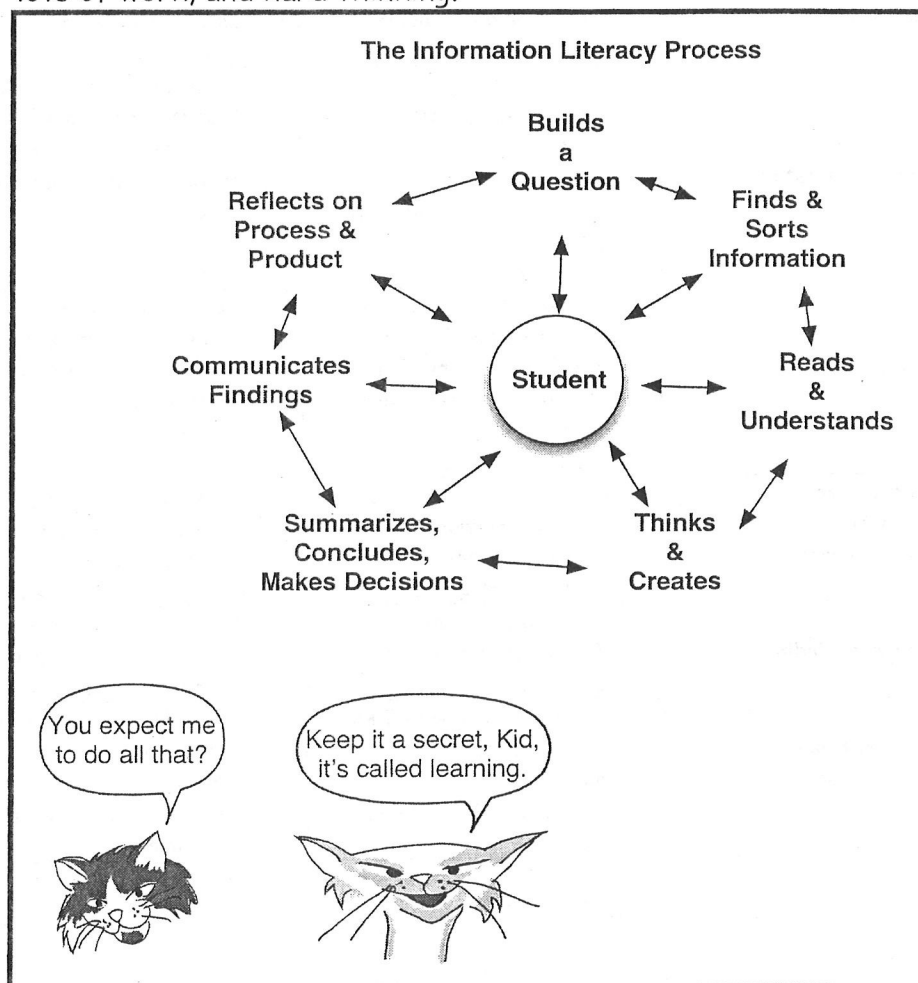 The Information Literacy Process
Builds
a
Question
Finds &
Sorts
Information
Reads
&
Understands
Thinks
&
Creates
Summarizes,
Concludes,
Makes Decisions
Communicates
Findings
Reflects on
Process &
Product
Student
You expect me
to do all that?
Keep it a secret, Kid,
it's called learning.